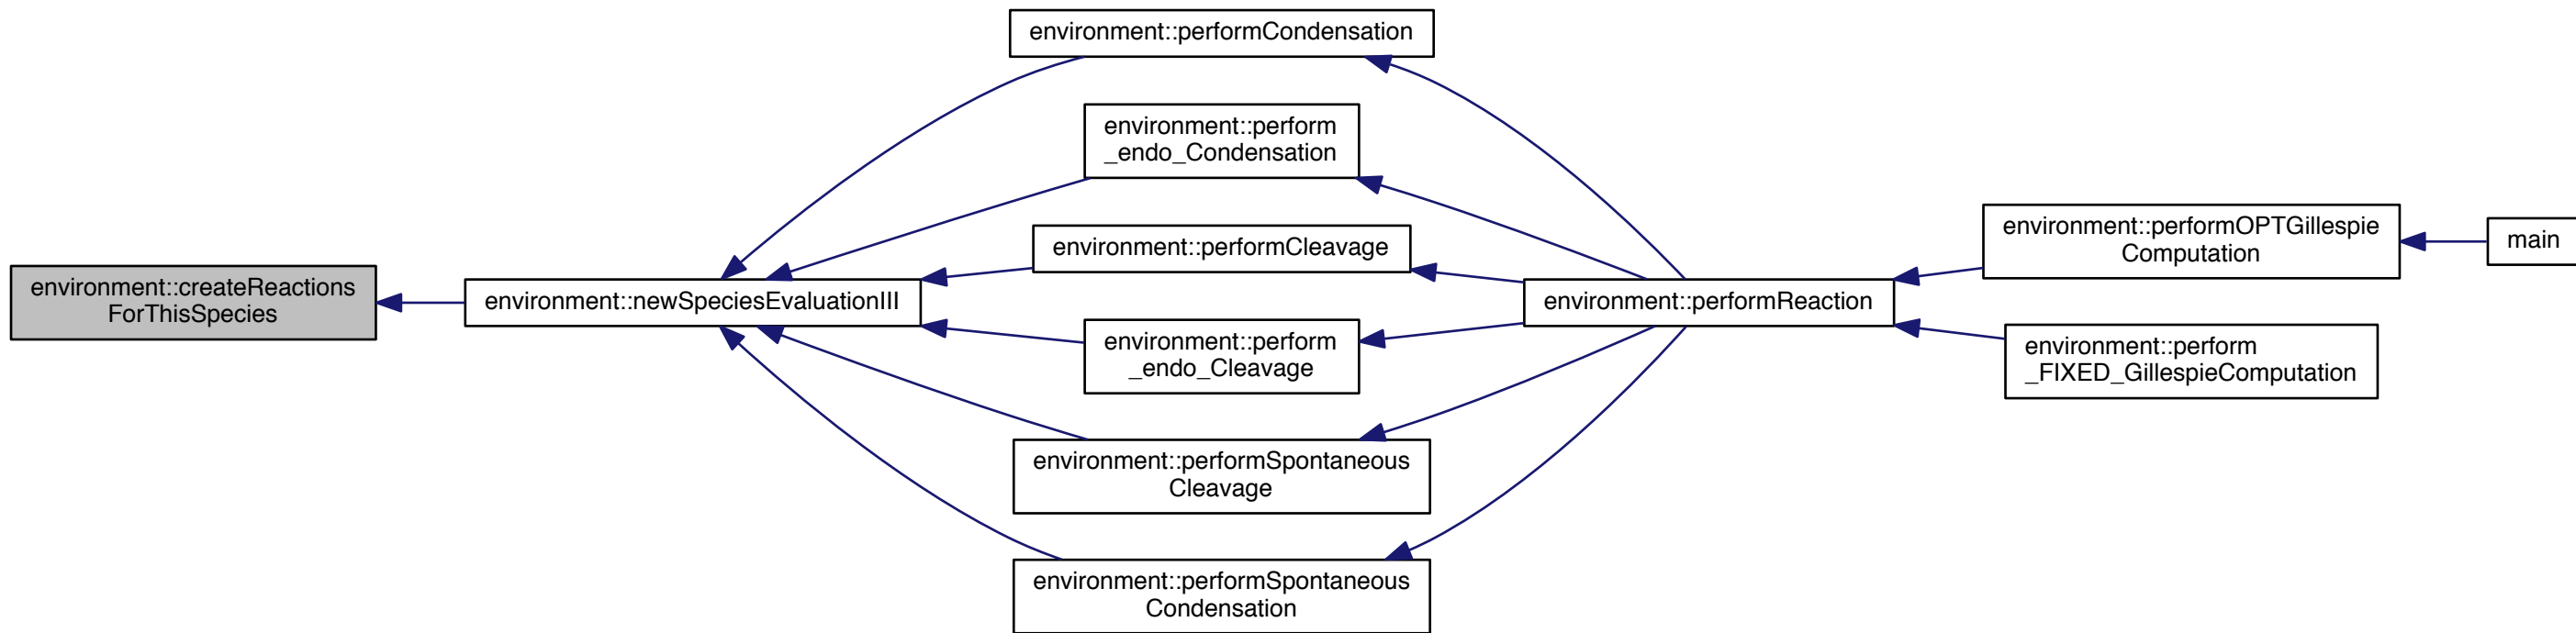 environment::createReactions
ForThisSpecies
environment::newSpeciesEvaluationIII
environment::performCondensation
environment::perform
_endo_Condensation
environment::performCleavage
environment::perform
_endo_Cleavage
environment::performSpontaneous
Cleavage
environment::performSpontaneous
Condensation
environment::performReaction
environment::performOPTGillespie
Computation
environment::perform
_FIXED_GillespieComputation
main